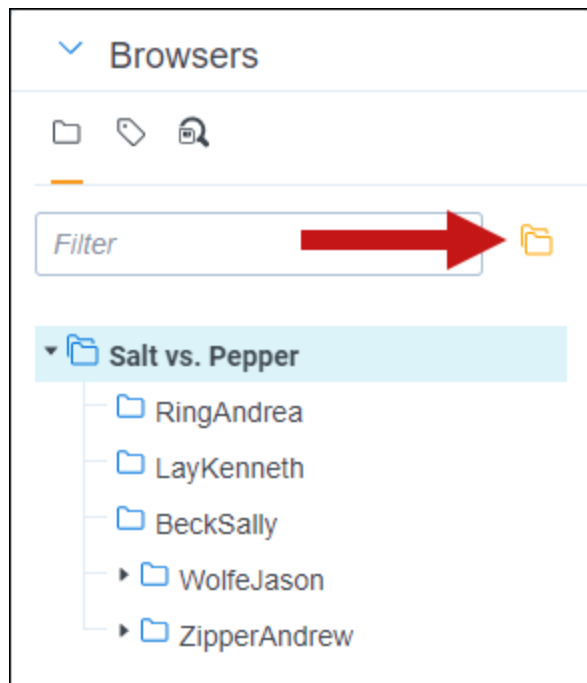 Browsers
Filter
Salt vs. Pepper
RingAndrea
LayKenneth
BeckSally
WolfeJason
ZipperAndrew